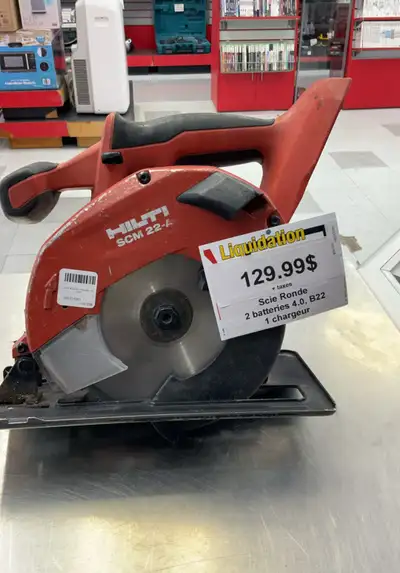 HILTI
SCM 22-A
Liquidation
129.99$
+ taxes
Scie Ronde
2 batteries 4.0, B22
1 chargeur